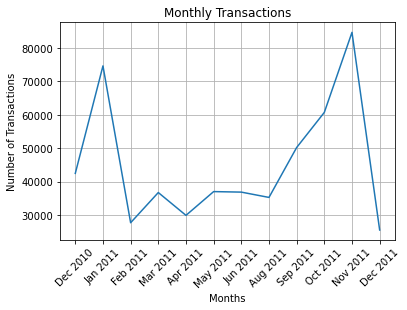 Monthly Transactions
Number of Transactions
80000
70000
60000
50000
40000
30000
Dec 2010
Jan 2011
Feb 2011
Mar 2011
Apr 2011
May 2011
Jun 2011
Aug 2011
Sep 2011
Oct 2011
Nov 2011
Dec 2011
Months